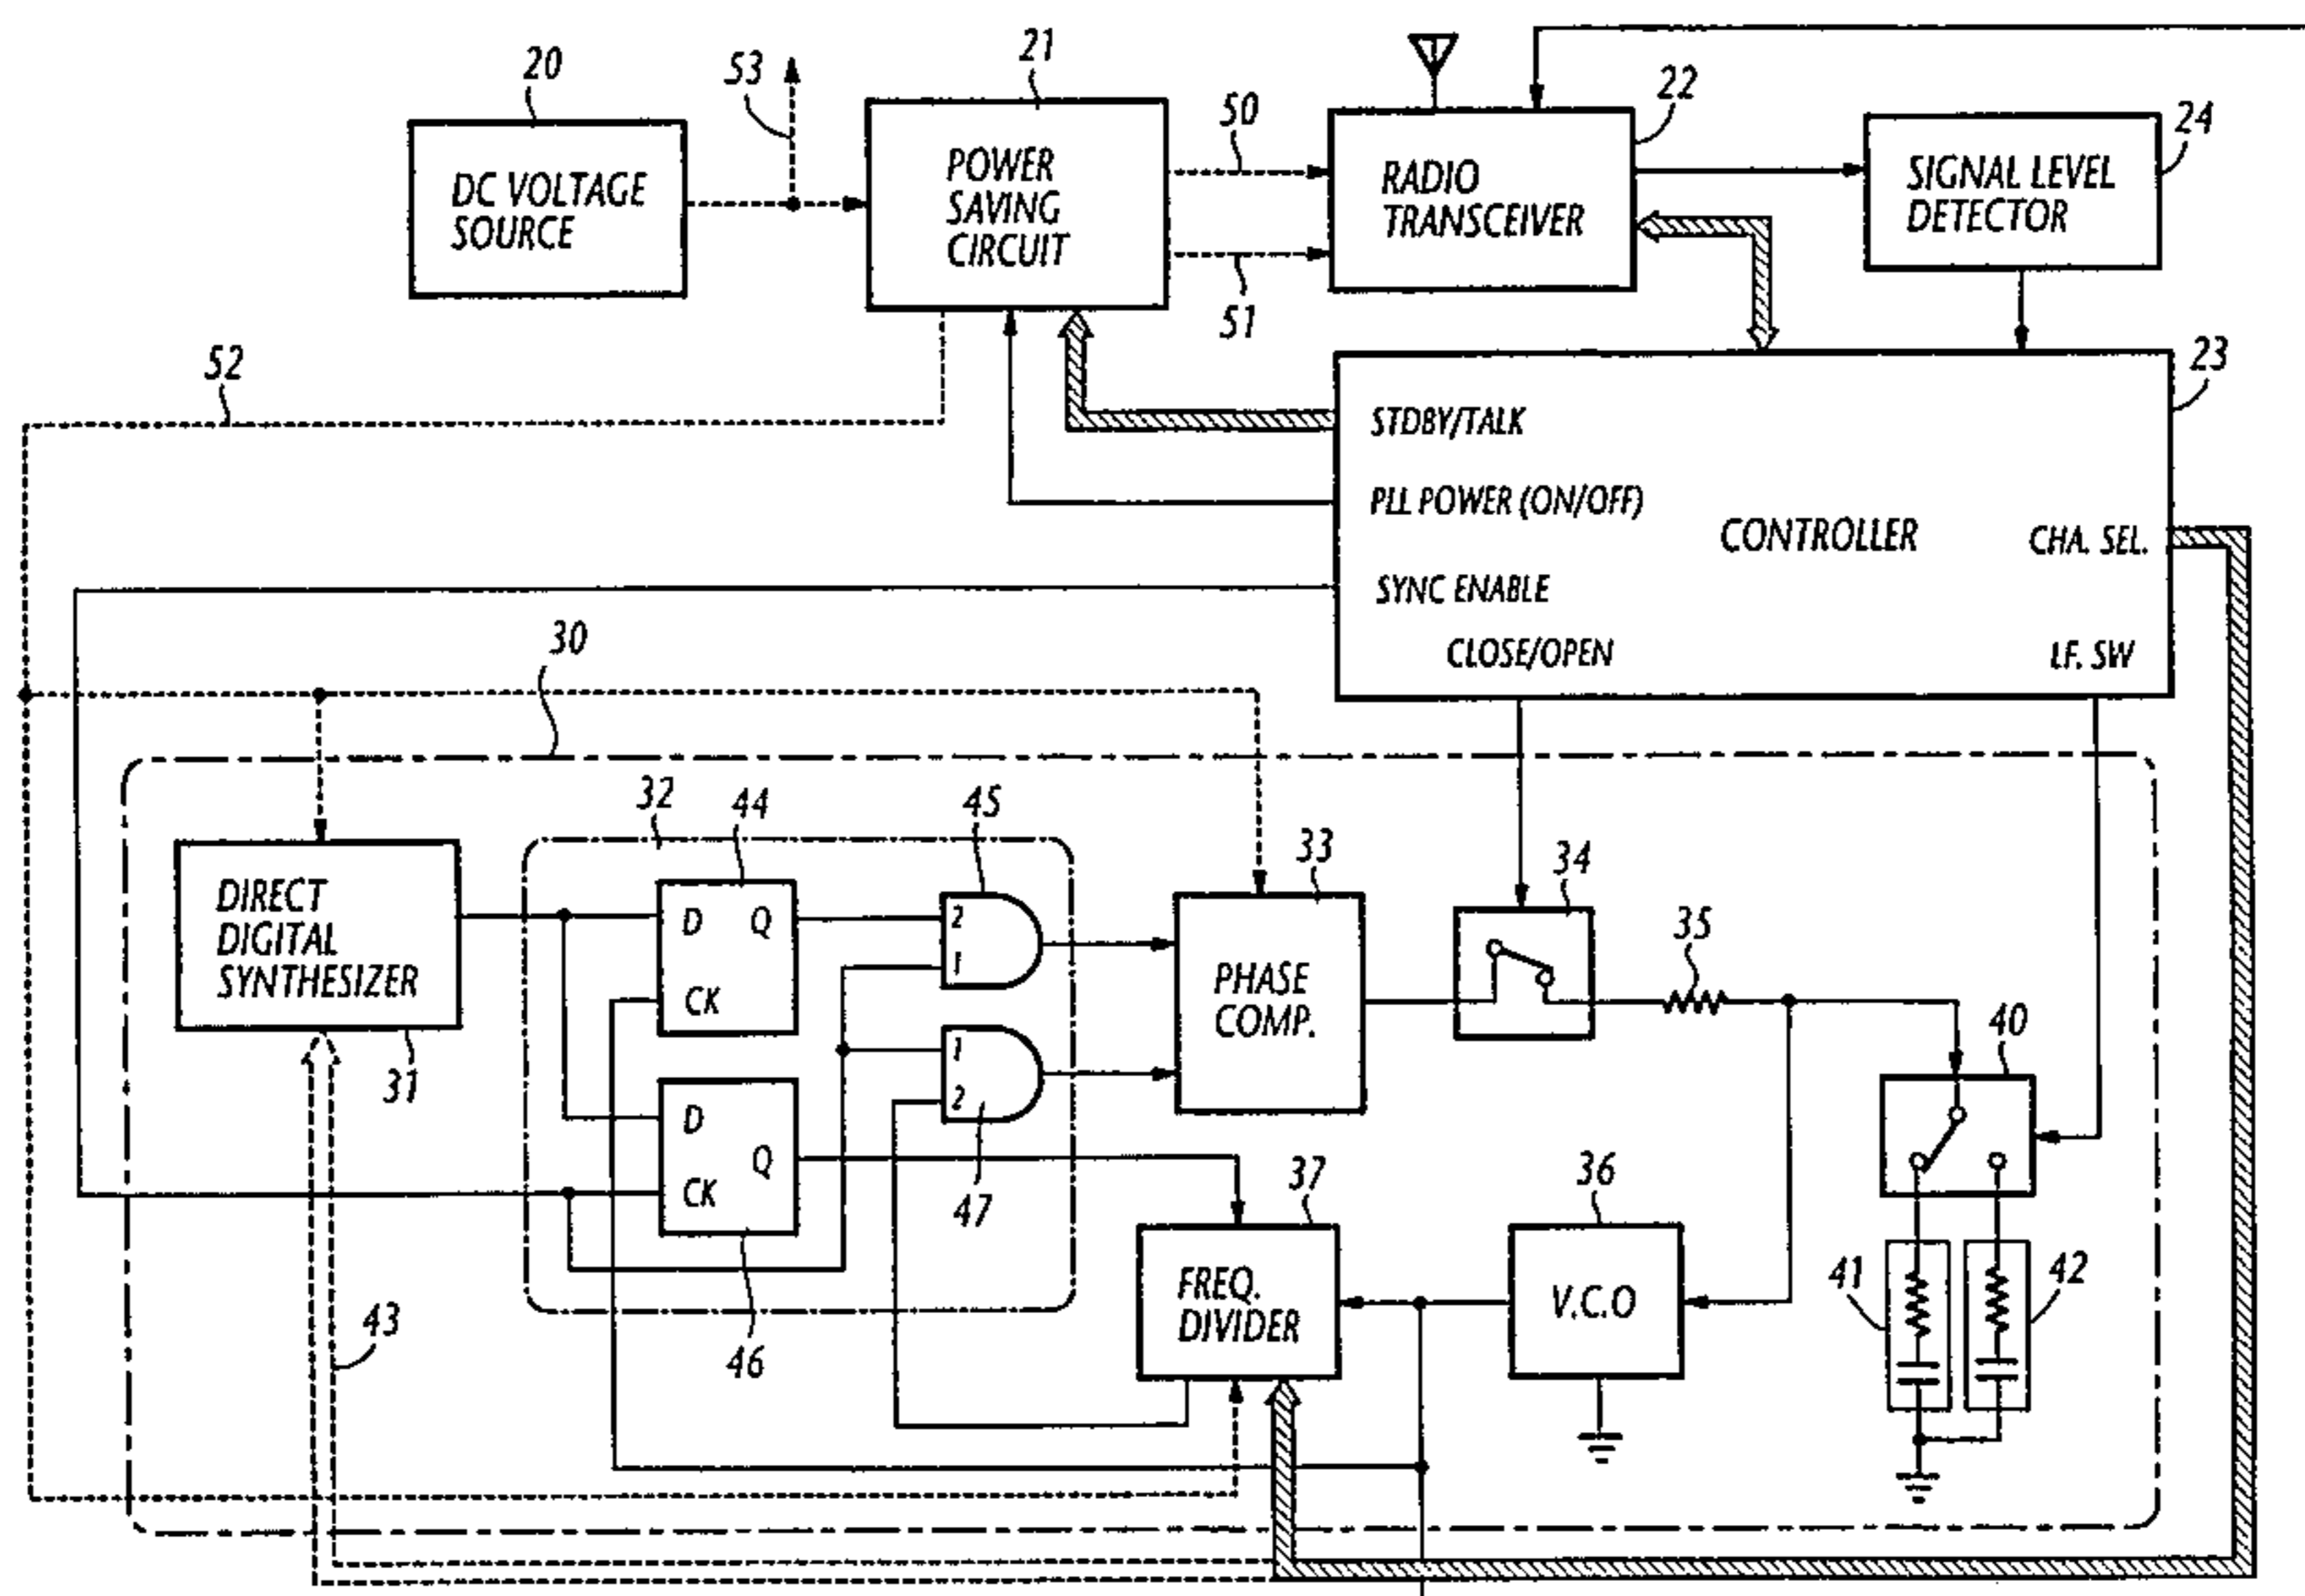 20
53
21
50
22
24
DC VOLTAGE
SOURCE
POWER
SAVING
CIRCUIT
RADIO
TRANSCEIVER
SIGNAL LEVEL
DETECTOR
51
52
23
STDBY/TALK
PLL POWER (ON/OFF)
CONTROLLER
CHA. SEL.
SYNC ENABLE
CLOSE/OPEN
LF. SW
30
32
44
45
33
34
35
DIRECT
DIGITAL
SYNTHESIZER
31
D Q
CK
2
1
PHASE
COMP.
40
D
Q
CK
1
2
47
46
37
36
FREQ.
DIVIDER
V.C.O
41
42
43